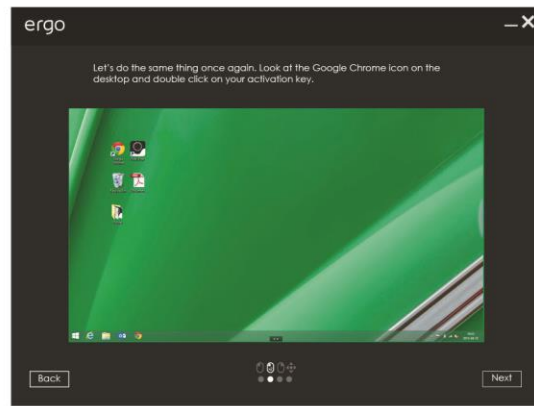 ergo
Let's do the same thing once again. Look at the Google Chrome icon on the
desktop and double click on your activation key.
Back
Next